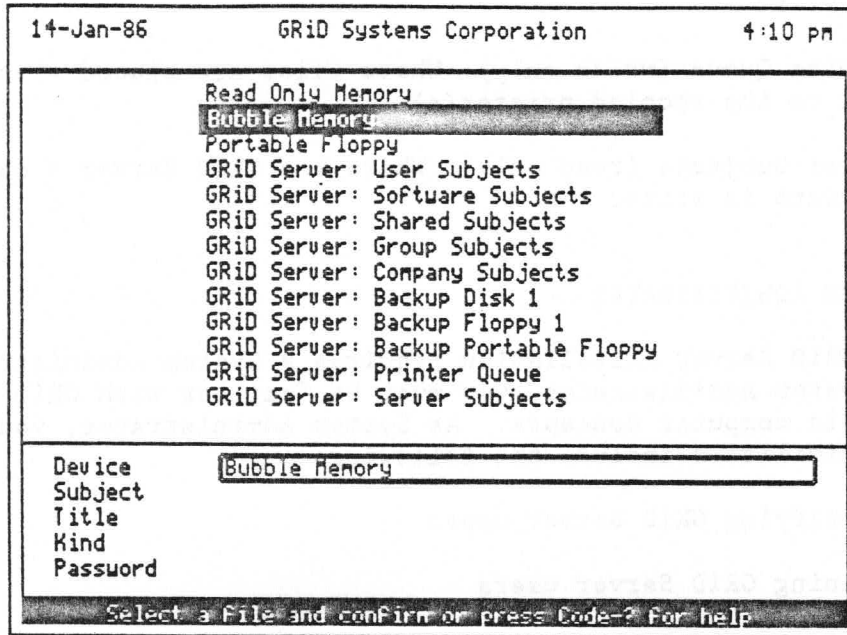 14-Jan-86 GRiD Systems Corporation 4:10 pm
Read Only Memory
Bubble Memory
Portable Floppy
GRiD Server: User Subjects
GRiD Server: Software Subjects
GRiD Server: Shared Subjects
GRiD Server: Group Subjects
GRiD Server: Company Subjects
GRiD Server: Backup Disk 1
GRiD Server: Backup Floppy 1
GRiD Server: Backup Portable Floppy
GRiD Server: Printer Queue
GRiD Server: Server Subjects
Device Bubble Memory
Subject
Title
Kind
Password
Select a file and confirm or press Code-? for help